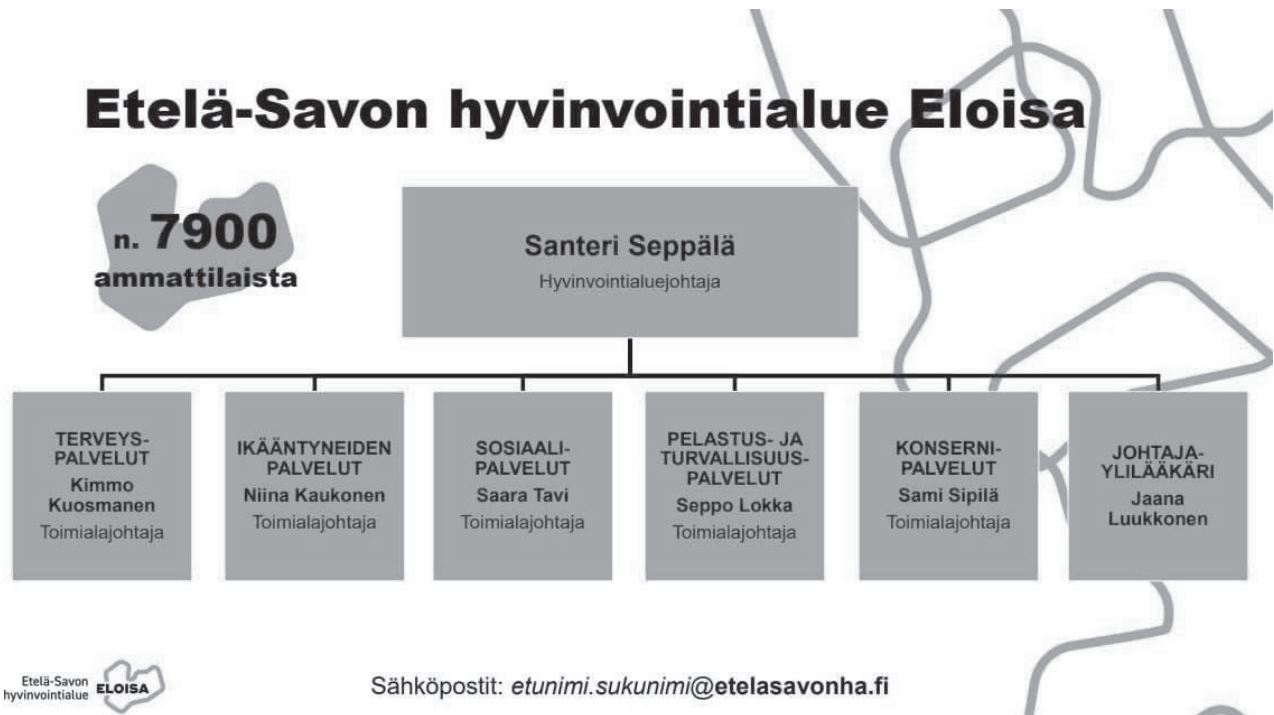 Etelä-Savon hyvinvointialue Eloisa
n. 7900
ammattilaista
Santeri Seppälä
Hyvinvointialuejohtaja
TERVEYS-
PALVELUT
Kimmo
Kuosmanen
Toimialajohtaja
IKÄÄNTYNEIDEN
PALVELUT
Niina Kaukonen
Toimialajohtaja
SOSIAALI-
PALVELUT
Saara Tavi
Toimialajohtaja
PELASTUS- JA
TURVALLISUUS-
PALVELUT
Seppo Lokka
Toimialajohtaja
KONSERNI-
PALVELUT
Sami Sipilä
Toimialajohtaja
JOHTAJA-
YLILÄÄKÄRI
Jaana
Luukkonen
Etelä-Savon
hyvinvointialue
ELOISA
Sähköpostit: etunimi.sukunimi@etelasavonha.fi